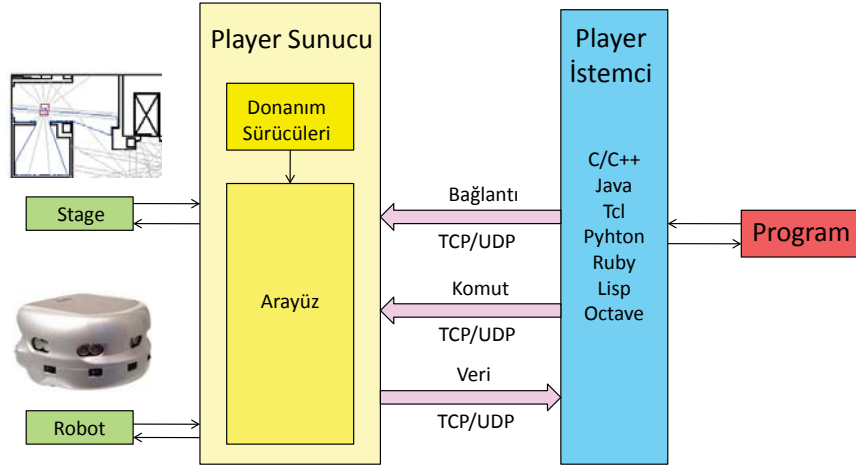 Player Sunucu
Donanım
Sürücüleri
Arayüz
Stage
Robot
Bağlantı
TCP/UDP
Komut
TCP/UDP
Veri
TCP/UDP
Player
İstemci
C/C++
Java
Tcl
Pyhton
Ruby
Lisp
Octave
Program